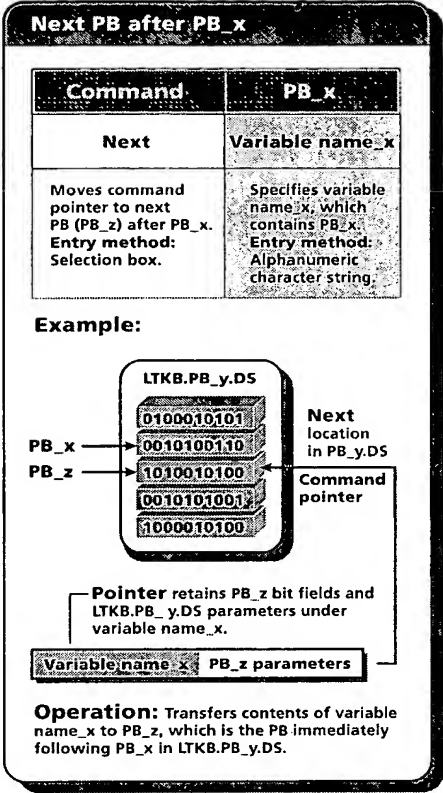 Next PB after PB_x
Command PB_x
Next Variable name_x
Moves command
pointer to next
PB (PB_z) after PB_x.
Entry method:
Selection box.
Specifies variable
name_x, which
contains PB_x.
Entry method:
Alphanumeric
character string.
Example:
LTKB.PB_y.DS
0100010101
PB_x 0010100110
PB_z 1010010100
0010101001
1000010100
Next
location
in PB_y.DS
Command
pointer
Pointer retains PB_z bit fields and
LTKB.PB_ y.DS parameters under
variable name_x.
Variable name_x PB_z parameters
Operation: Transfers contents of variable
name_x to PB_z, which is the PB immediately
following PB_x in LTKB.PB_y.DS.